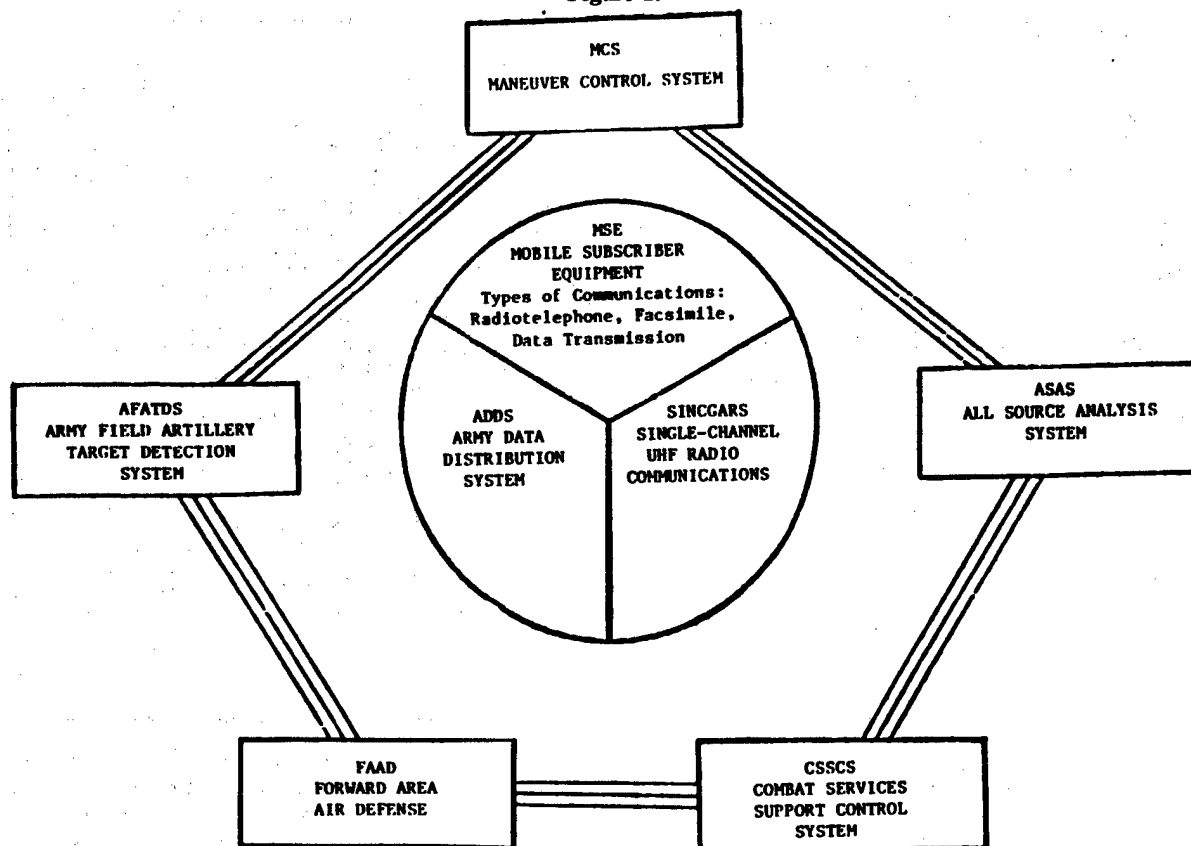 MCS
MANEUVER CONTROL SYSTEM
MSE
MOBILE SUBSCRIBER
EQUIPMENT
Types of Communications:
Radiotelephone, Facsimile,
Data Transmission
AFATDS
ARMY FIELD ARTILLERY
TARGET DETECTION
SYSTEM
ADDS
ARMY DATA
DISTRIBUTION
SYSTEM
SINCGARS
SINGLE-CHANNEL
UHF RADIO
COMMUNICATIONS
ASAS
ALL SOURCE ANALYSIS
SYSTEM
FAAD
FORWARD AREA
AIR DEFENSE
CSSCS
COMBAT SERVICES
SUPPORT CONTROL
SYSTEM